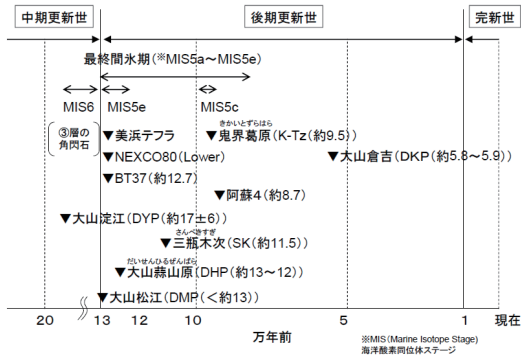 中期更新世
後期更新世
完新世
最終間氷期(※MIS5a～MIS5e)
MIS6
MIS5e
MIS5c
③層の
角閃石
▼美浜テフラ
きかいとずらはら
▼鬼界葛原(K-Tz(約9.5))
▼NEXCO80(Lower)
▼大山倉吉(DKP(約5.8～5.9))
▼BT37(約12.7)
▼阿蘇4(約8.7)
▼大山淀江(DYP(約17±6))
さんべきすぎ
▼三瓶木次(SK(約11.5))
だいせんひるぜんばら
▼大山蒜山原(DHP(約13～12))
▼大山松江(DMP(＜約13))
20
13
12
10
5
1
現在
万年前
※MIS(Marine Isotope Stage)
海洋酸素同位体ステージ